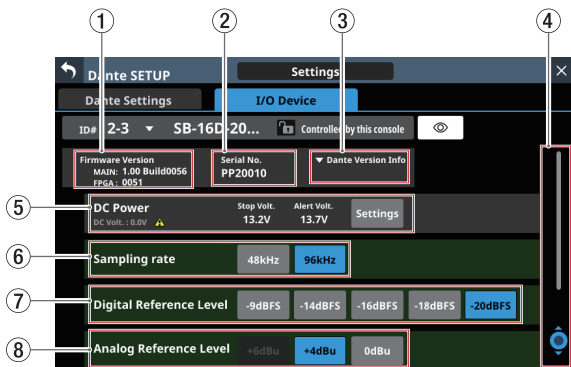 ① ② ③ ④
Dante SETUP Settings ×
Dante Settings I/O Device
ID# 2-3 ▼ SB-16D-20... Controlled by this console
Firmware Version Serial No. ▼ Dante Version Info
MAIN: 1.00 Build0056 PP20010
FPGA: 0051
⑤ DC Power Stop Volt. Alert Volt. Settings
DC Volt. : 0.0V 13.2V 13.7V
⑥ Sampling rate 48kHz 96kHz
⑦ Digital Reference Level -9dBFS -14dBFS -16dBFS -18dBFS -20dBFS
⑧ Analog Reference Level +6dBu +4dBu 0dBu